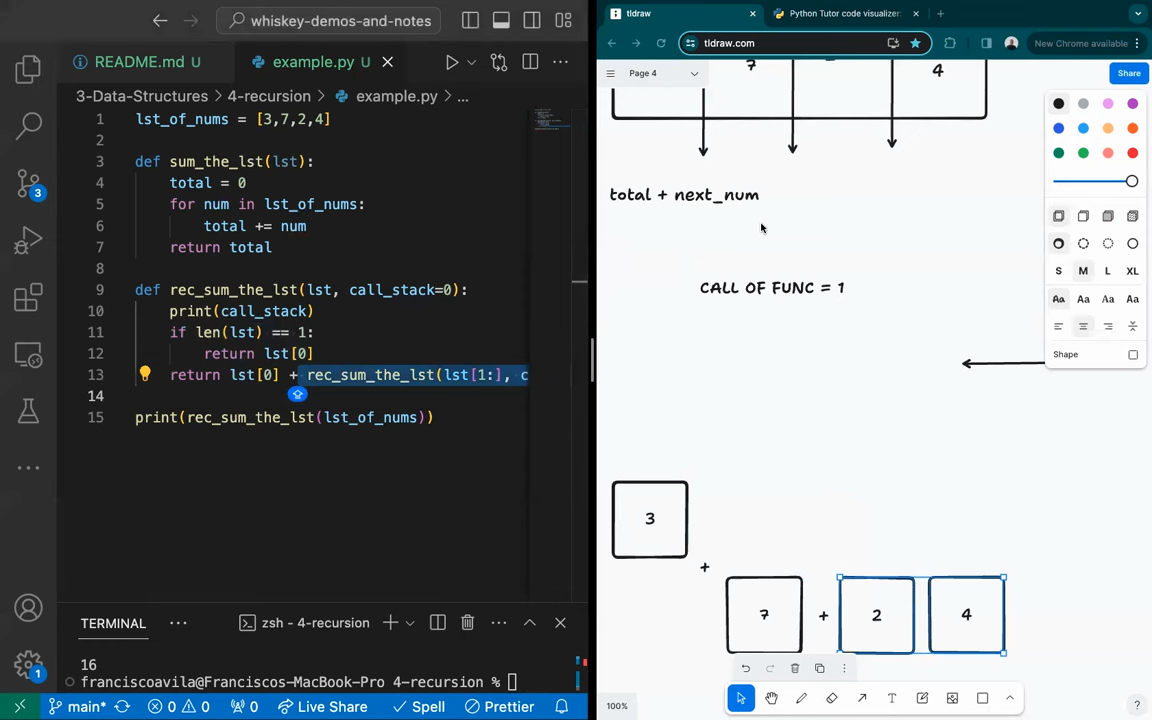 whiskey-demos-and-notes
README.md U
example.py U
3-Data-Structures > 4-recursion > example.py > ...
1 lst_of_nums = [3,7,2,4]
2
3 def sum_the_lst(lst):
4 total = 0
5 for num in lst_of_nums:
6 total += num
7 return total
8
9 def rec_sum_the_lst(lst, call_stack=0):
10 print(call_stack)
11 if len(lst) == 1:
12 return lst[0]
13 return lst[0] + rec_sum_the_lst(lst[1:], c
14
15 print(rec_sum_the_lst(lst_of_nums))
3
1
TERMINAL
zsh - 4-recursion
16
franciscoavila@Franciscos-MacBook-Pro 4-recursion %
main*
0 0
0
Live Share
Spell
Prettier
tldraw
Python Tutor code visualizer
tldraw.com
New Chrome available
Page 4
Share
7
4
total + next_num
CALL OF FUNC = 1
S M L XL
Aa Aa Aa Aa
Shape
3
+
7 + 2 4
100%
T
?